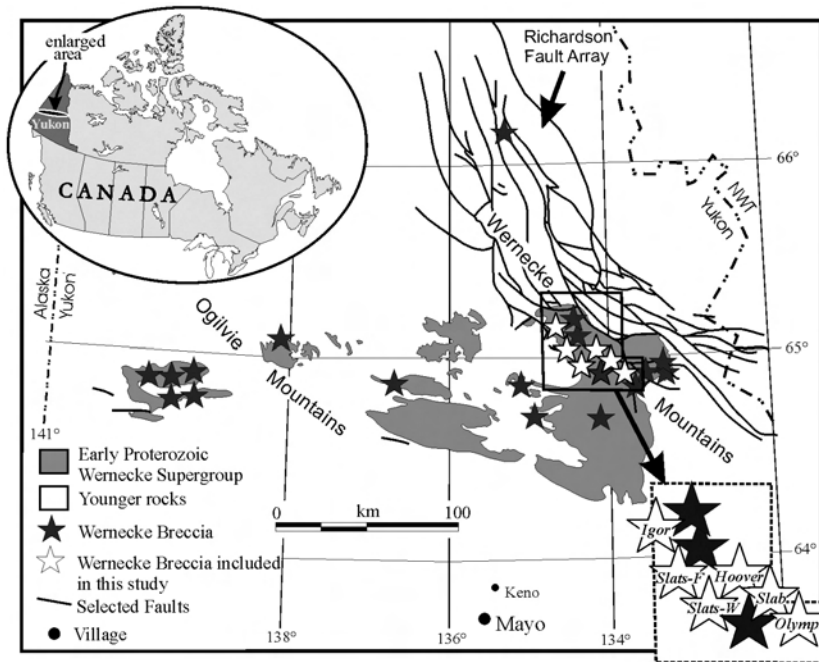 enlarged
area
Yukon
CANADA
Richardson
Fault Array
66°
NWT
Yukon
Wernecke
Alaska
Yukon
Ogilvie
65°
Mountains
Mountains
141°
Early Proterozoic
Wernecke Supergroup
Younger rocks
km
0
100
Wernecke Breccia
Igor
64°
Wernecke Breccia included
in this study
Slats-F
Hoover
Keno
Slab
Selected Faults
Slats-W
Village
Mayo
Olymp
138°
136°
134°